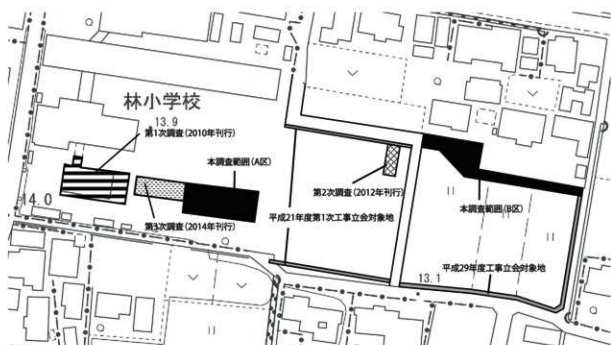 林小学校
13.9
第1次調査(2010年刊行)
本調査範囲(A区)
第2次調査(2012年刊行)
14.0
本調査範囲(B区)
第3次調査(2014年刊行)
平成21年度第1次工事立会対象地
平成29年度工事立会対象地
13.1